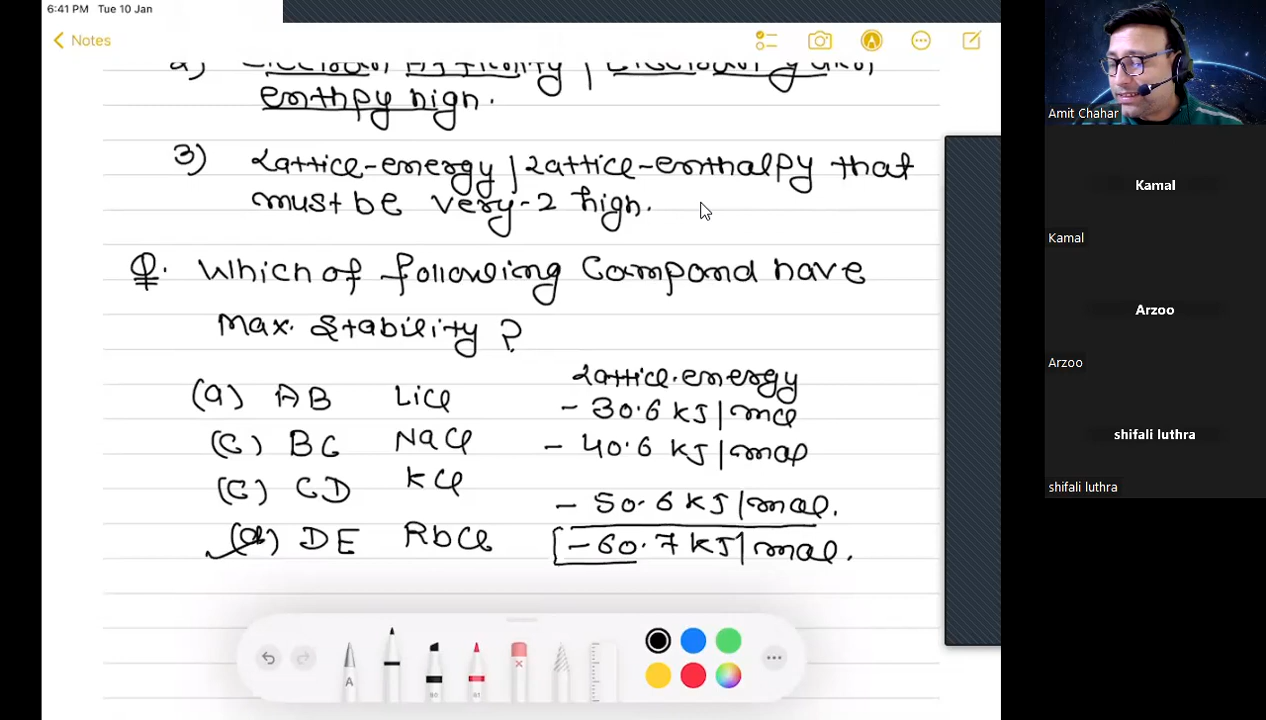 6:41 PM Tue 10 Jan
Notes
enthpy high.
3) Lattice-energy | Lattice-enthalpy that
must be very-2 high.
Q. Which of following Compond have
Max. Stability ?
Lattice.energy
(a) AB LiCl - 30.6 KJ|mol
(C) BC NaCl - 40.6 KJ|mol
(C) CD KCl - 50.6 KJ|mol.
(d) DE RbCl - 60.7 KJ|mol.
A
80
Amit Chahar
Kamal
Kamal
Arzoo
Arzoo
shifali luthra
shifali luthra